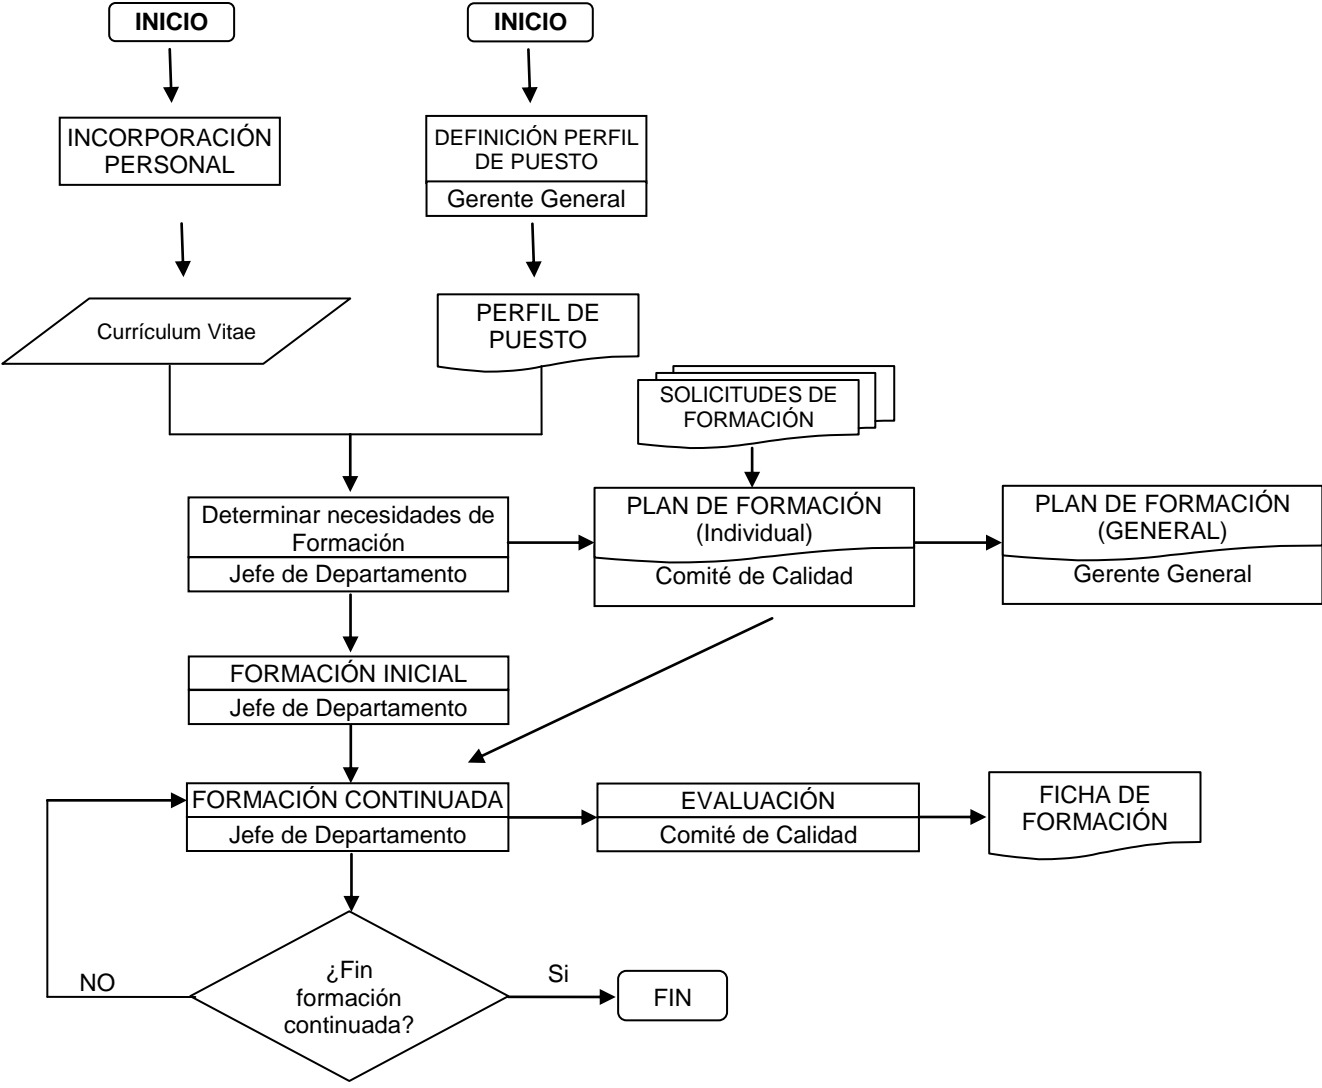 INICIO
INICIO
INCORPORACIÓN
PERSONAL
DEFINICIÓN PERFIL
DE PUESTO
Gerente General
Currículum Vitae
PERFIL DE
PUESTO
SOLICITUDES DE
FORMACIÓN
Determinar necesidades de
Formación
Jefe de Departamento
PLAN DE FORMACIÓN
(Individual)
Comité de Calidad
PLAN DE FORMACIÓN
(GENERAL)
Gerente General
FORMACIÓN INICIAL
Jefe de Departamento
FORMACIÓN CONTINUADA
Jefe de Departamento
EVALUACIÓN
Comité de Calidad
FICHA DE
FORMACIÓN
¿Fin
formación
continuada?
NO
Si
FIN